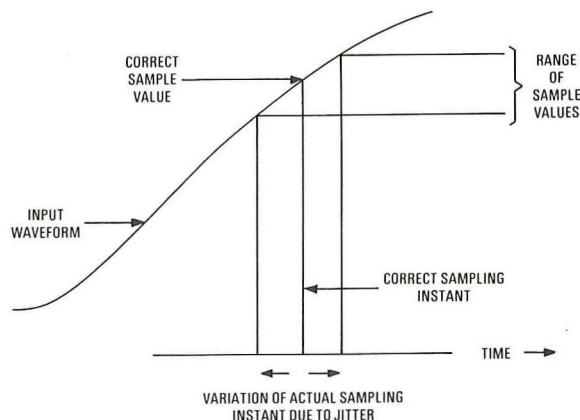 CORRECT
SAMPLE
VALUE
RANGE
OF
SAMPLE
VALUES
INPUT
WAVEFORM
CORRECT SAMPLING
INSTANT
TIME
VARIATION OF ACTUAL SAMPLING
INSTANT DUE TO JITTER